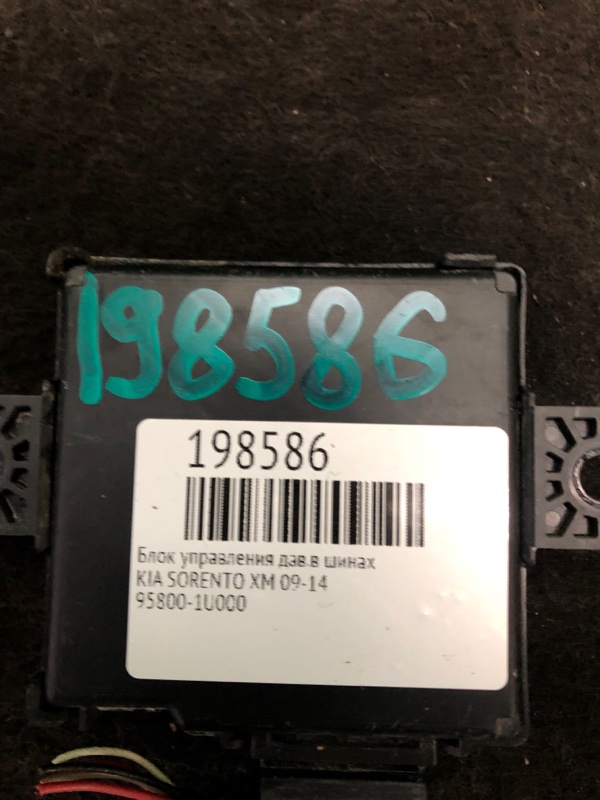 198586
198586
Блок управления дав.в шинах
KIA SORENTO XM 09-14
95800-1U000